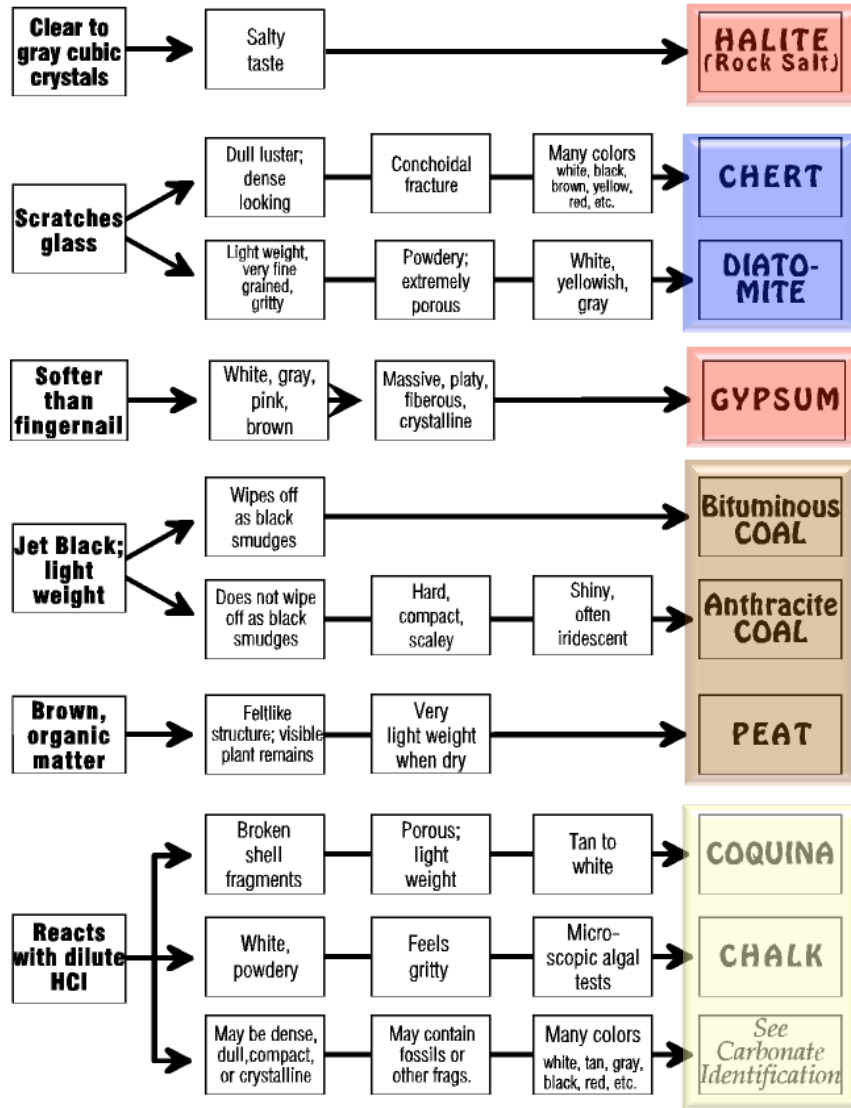 Clear to
gray cubic
crystals
Salty
taste
HALITE
(Rock Salt)
Scratches
glass
Dull luster;
dense
looking
Conchoidal
fracture
Many colors
white, black,
brown, yellow,
red, etc.
CHERT
Light weight,
very fine
grained,
gritty
Powdery;
extremely
porous
White,
yellowish,
gray
DIATO-
MITE
Softer
than
fingernail
White, gray,
pink,
brown
Massive, platy,
fiberous,
crystalline
GYPSUM
Jet Black;
light
weight
Wipes off
as black
smudges
Bituminous
COAL
Does not wipe
off as black
smudges
Hard,
compact,
scaley
Shiny,
often
iridescent
Anthracite
COAL
Brown,
organic
matter
Feltlike
structure; visible
plant remains
Very
light weight
when dry
PEAT
Reacts
with dilute
HCl
Broken
shell
fragments
Porous;
light
weight
Tan to
white
COQUINA
White,
powdery
Feels
gritty
Micro-
scopic algal
tests
CHALK
May be dense,
dull,compact,
or crystalline
May contain
fossils or
other frags.
Many colors
white, tan, gray,
black, red, etc.
See
Carbonate
Identification